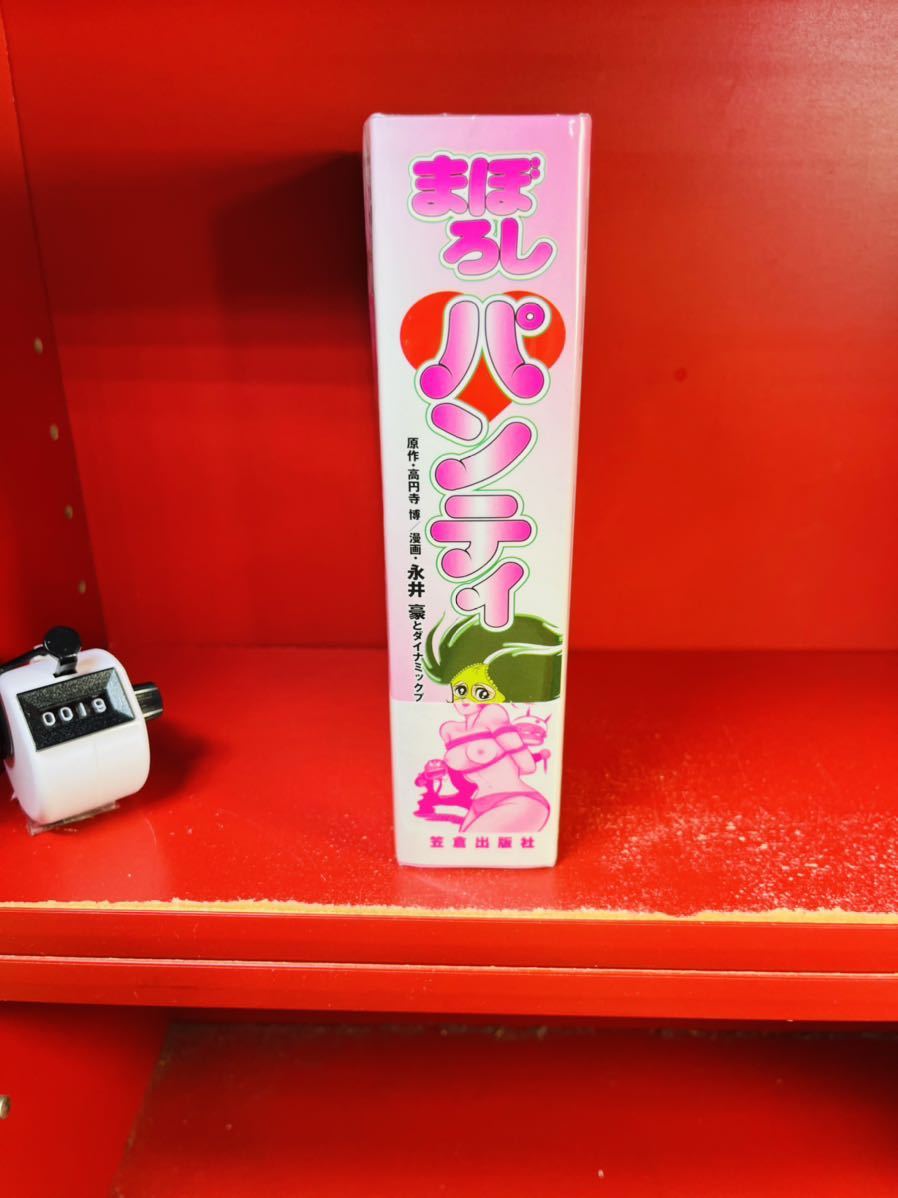 まぼ
ろし
パンティ
原作・高円寺 博/漫画・永井 豪とダイナミックプ
笠倉出版社
0019